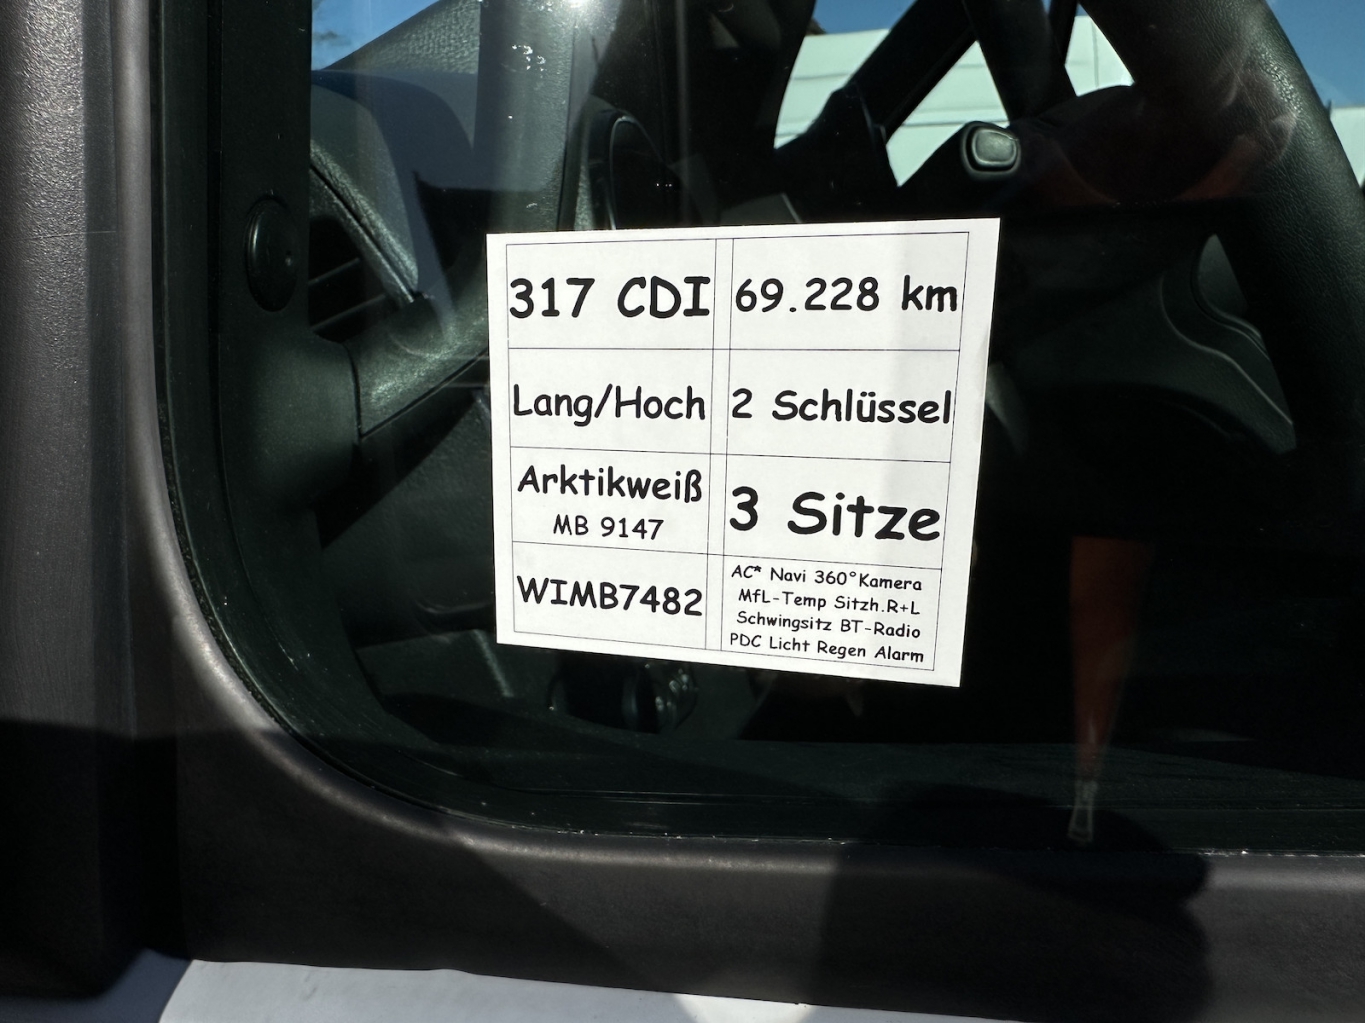 317 CDI
69.228 km
Lang/Hoch
2 Schlüssel
Arktikweiß
MB 9147
3 Sitze
WIMB7482
AC* Navi 360°Kamera
MfL-Temp Sitzh.R+L
Schwingsitz BT-Radio
PDC Licht Regen Alarm